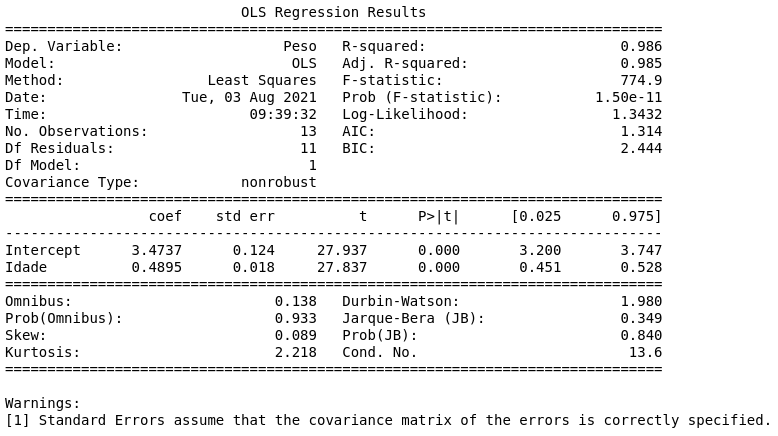 OLS Regression Results
==============================================================================
Dep. Variable:                   Peso   R-squared:                       0.986
Model:                            OLS   Adj. R-squared:                  0.985
Method:                 Least Squares   F-statistic:                     774.9
Date:                Tue, 03 Aug 2021   Prob (F-statistic):           1.50e-11
Time:                        09:39:32   Log-Likelihood:                 1.3432
No. Observations:                  13   AIC:                             1.314
Df Residuals:                      11   BIC:                             2.444
Df Model:                           1
Covariance Type:            nonrobust
==============================================================================
                 coef    std err          t      P>|t|      [0.025      0.975]
------------------------------------------------------------------------------
Intercept      3.4737      0.124     27.937      0.000       3.200       3.747
Idade          0.4895      0.018     27.837      0.000       0.451       0.528
==============================================================================
Omnibus:                        0.138   Durbin-Watson:                   1.980
Prob(Omnibus):                  0.933   Jarque-Bera (JB):                0.349
Skew:                           0.089   Prob(JB):                        0.840
Kurtosis:                       2.218   Cond. No.                         13.6
==============================================================================

Warnings:
[1] Standard Errors assume that the covariance matrix of the errors is correctly specified.